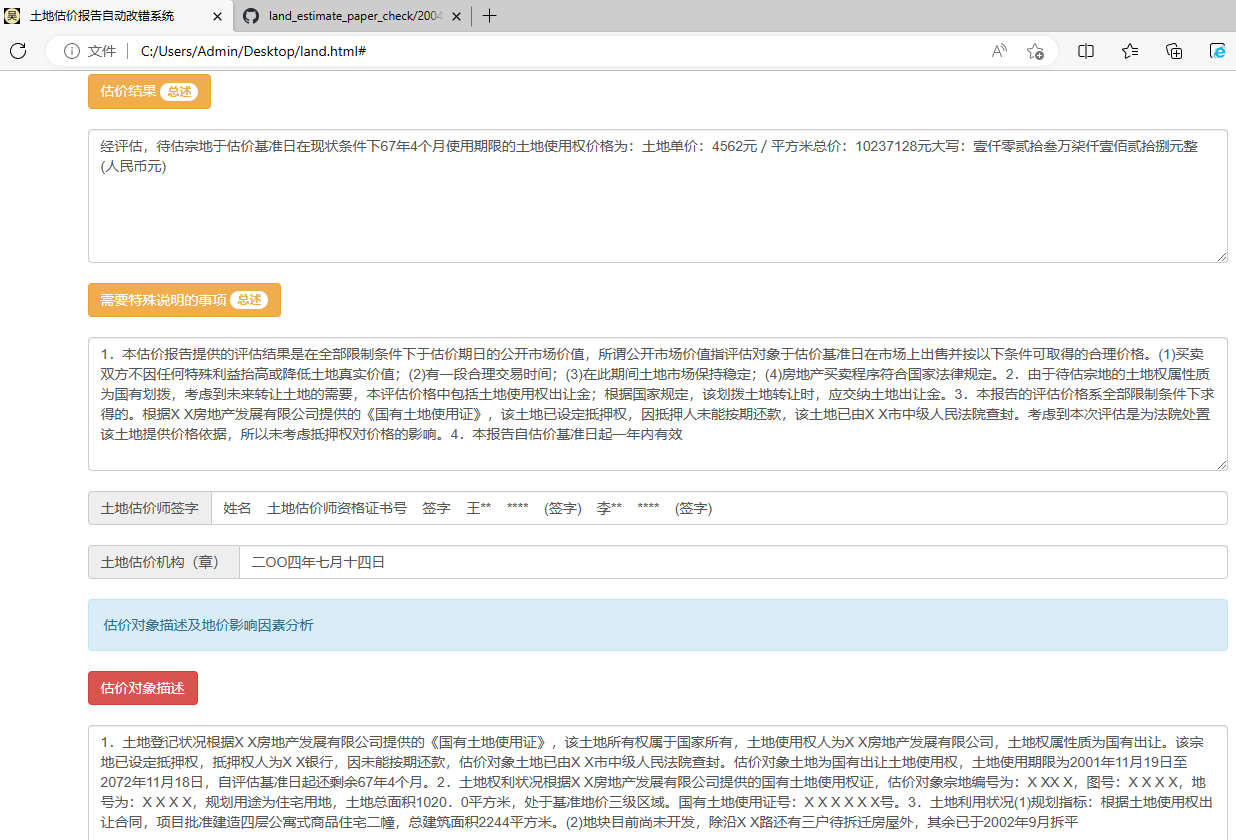 土地估价报告自动改错系统
land_estimate_paper_check/2004
文件 C:/Users/Admin/Desktop/land.html#
估价结果 总述
经评估，待估宗地于估价基准日在现状条件下67年4个月使用期限的土地使用权价格为：土地单价：4562元 / 平方米总价：10237128元大写：壹仟零贰拾叁万柒仟壹佰贰拾捌元整
(人民币元)
需要特殊说明的事项 总述
1．本估价报告提供的评估结果是在全部限制条件下于估价期日的公开市场价值，所谓公开市场价值指评估对象于估价基准日在市场上出售并按以下条件可取得的合理价格。(1)买卖
双方不因任何特殊利益抬高或降低土地真实价值；(2)有一段合理交易时间；(3)在此期间土地市场保持稳定；(4)房地产买卖程序符合国家法律规定。2．由于待估宗地的土地权属性质
为国有划拨，考虑到未来转让土地的需要，本评估价格中包括土地使用权出让金；根据国家规定，该划拨土地转让时，应交纳土地出让金。3．本报告的评估价格系全部限制条件下求
得的。根据X X房地产发展有限公司提供的《国有土地使用证》，该土地已设定抵押权，因抵押人未能按期还款，该土地已由X X市中级人民法院查封。考虑到本次评估是为法院处置
该土地提供价格依据，所以未考虑抵押权对价格的影响。4．本报告自估价基准日起一年内有效
土地估价师签字 姓名 土地估价师资格证书号 签字 王** **** (签字) 李** **** (签字)
土地估价机构（章） 二OO四年七月十四日
估价对象描述及地价影响因素分析
估价对象描述
1．土地登记状况根据X X房地产发展有限公司提供的《国有土地使用证》，该土地所有权属于国家所有，土地使用权人为X X房地产发展有限公司，土地权属性质为国有出让。该宗
地已设定抵押权，抵押权人为X X银行，因未能按期还款，估价对象土地已由X X市中级人民法院查封。估价对象土地为国有出让土地使用权，土地使用期限为2001年11月19日至
2072年11月18日，自评估基准日起还剩余67年4个月。2．土地权利状况根据X X房地产发展有限公司提供的国有土地使用权证，估价对象宗地编号为：X XX X，图号：X X X X，地
号为：X X X X，规划用途为住宅用地，土地总面积1020．0平方米，处于基准地价三级区域。国有土地使用证号：X X X X X X号。3．土地利用状况(1)规划指标：根据土地使用权出
让合同，项目批准建造四层公寓式商品住宅二幢，总建筑面积2244平方米。(2)地块目前尚未开发，除沿X X路还有三户待拆迁房屋外，其余已于2002年9月拆平